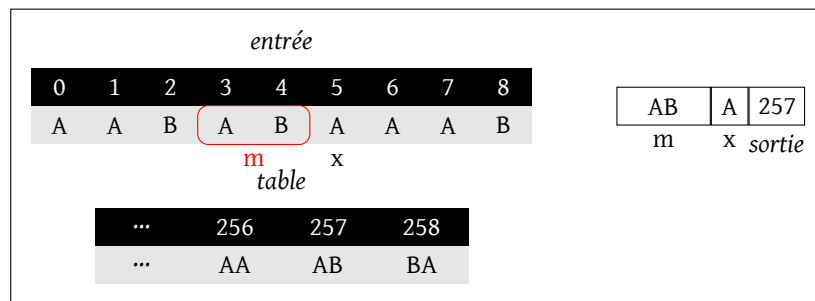 entrée
0 1 2 3 4 5 6 7 8
A A B A B A A A B
m x
table
... 256 257 258
... AA AB BA
AB A 257
m x sortie